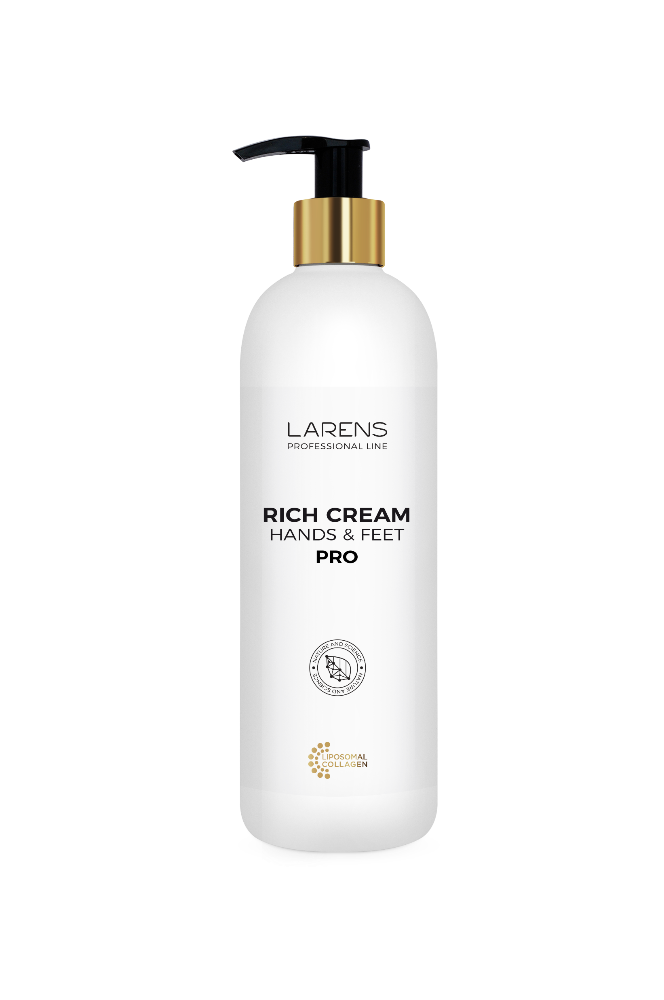 LARENS
PROFESSIONAL LINE
RICH CREAM
HANDS & FEET
PRO
NATURE AND SCIENCE • NATURE AND SCIENCE •
LIPOSOMAL
COLLAGEN